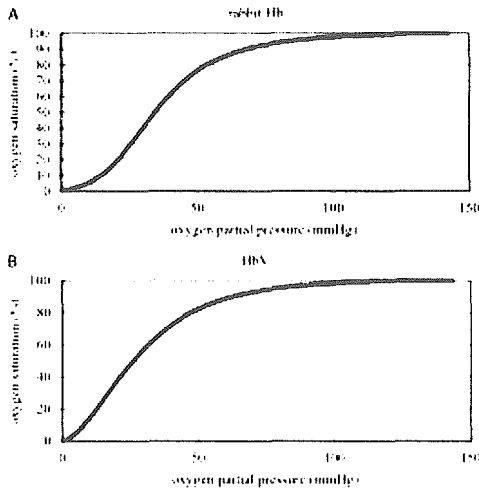 A
rabbit Hb
oxygen saturation (%)
100
90
80
70
60
50
40
30
20
10
0
0 50 100 150
oxygen partial pressure (mmHg)
B
HbX
oxygen saturation (%)
100
80
60
40
20
0
0 50 100 150
oxygen partial pressure (mmHg)